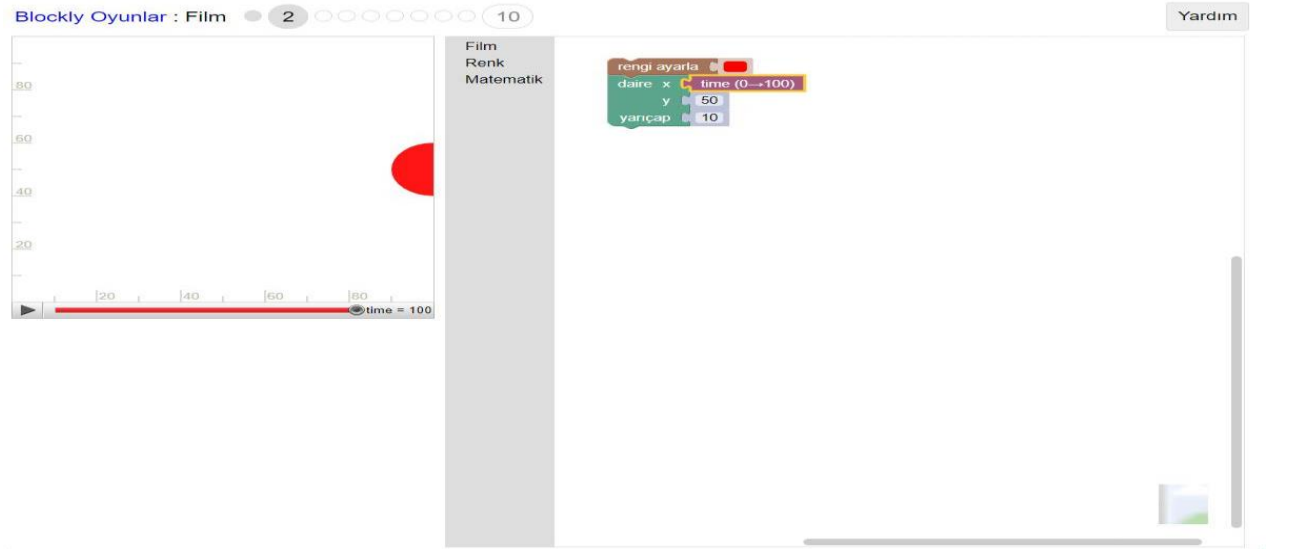 Blockly Oyunlar : Film 2 10 Yardım
Film
Renk
Matematik
rengi ayarla
daire x time (0→100)
y 50
yarıçap 10
80
60
40
20
20 40 60 80
time = 100